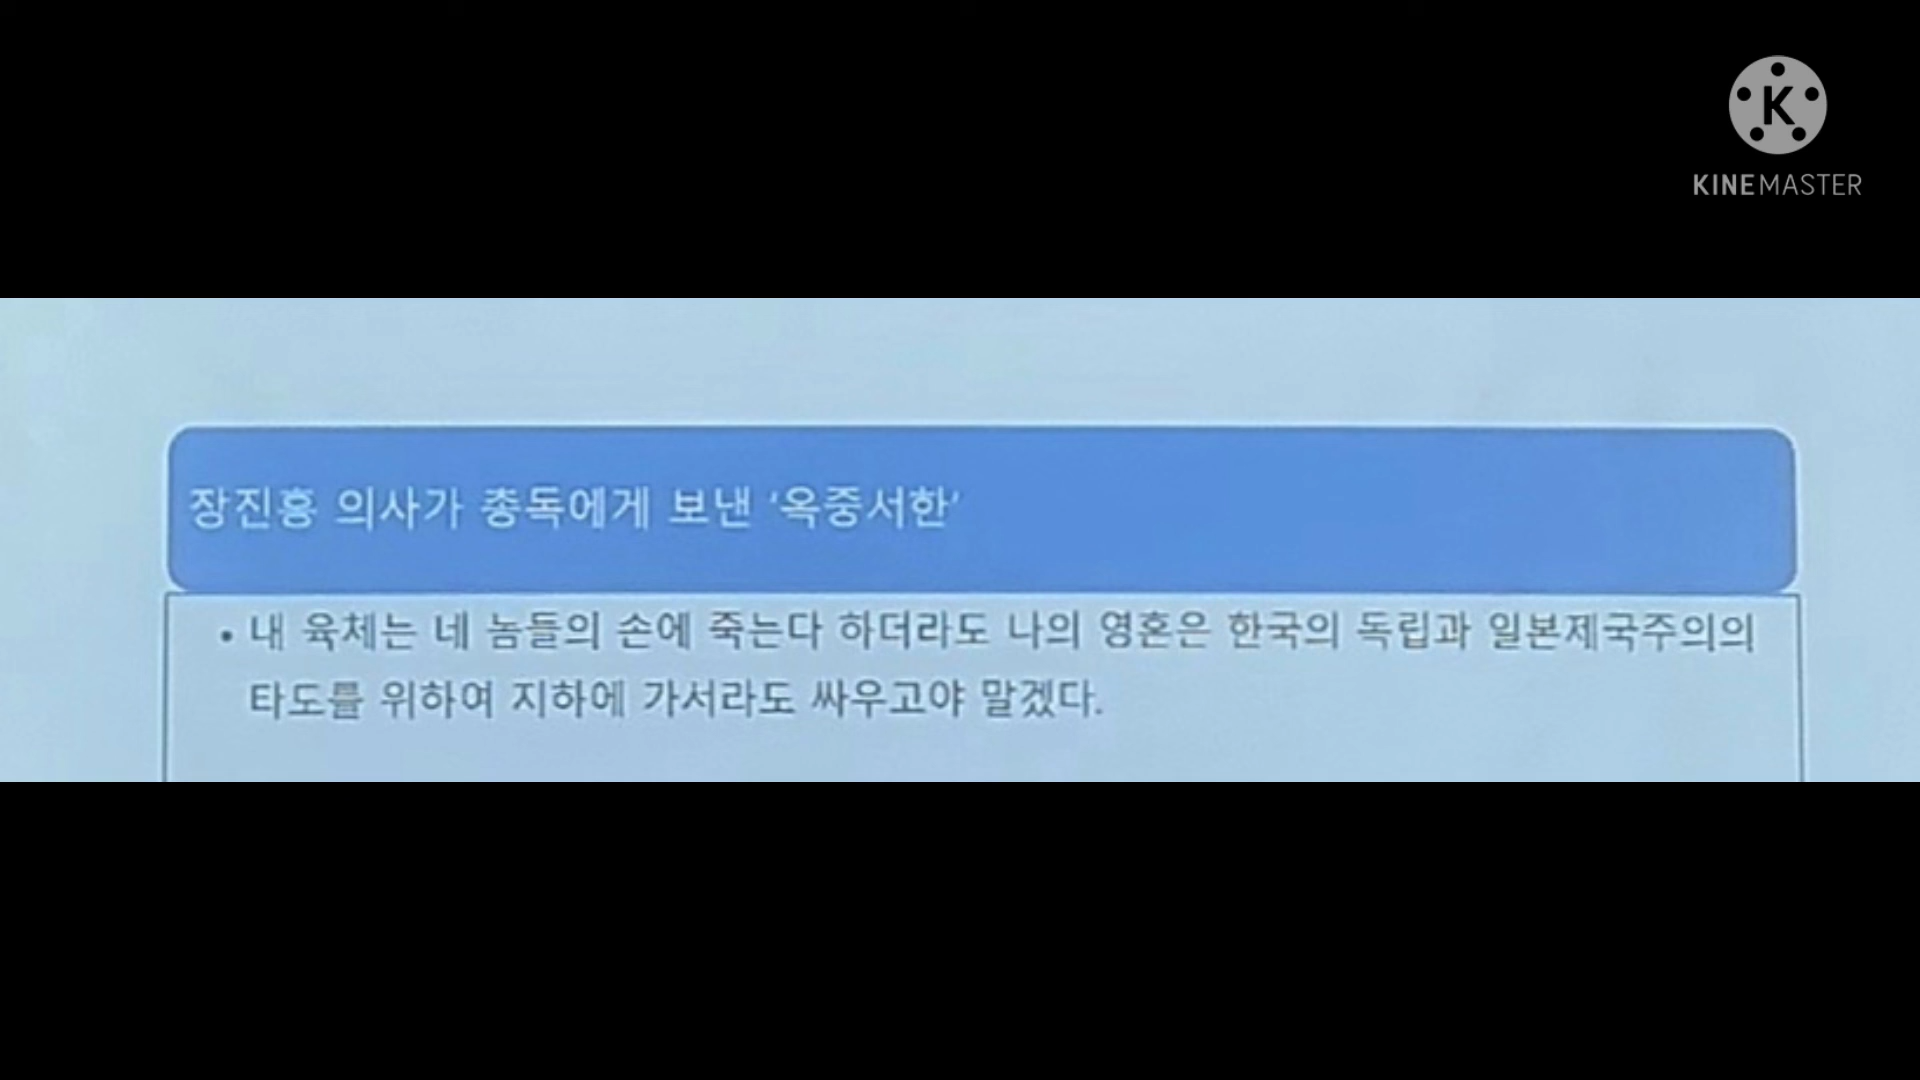 KINEMASTER
장진홍 의사가 총독에게 보낸 ‘옥중서한’
• 내 육체는 네 놈들의 손에 죽는다 하더라도 나의 영혼은 한국의 독립과 일본제국주의의
타도를 위하여 지하에 가서라도 싸우고야 말겠다.